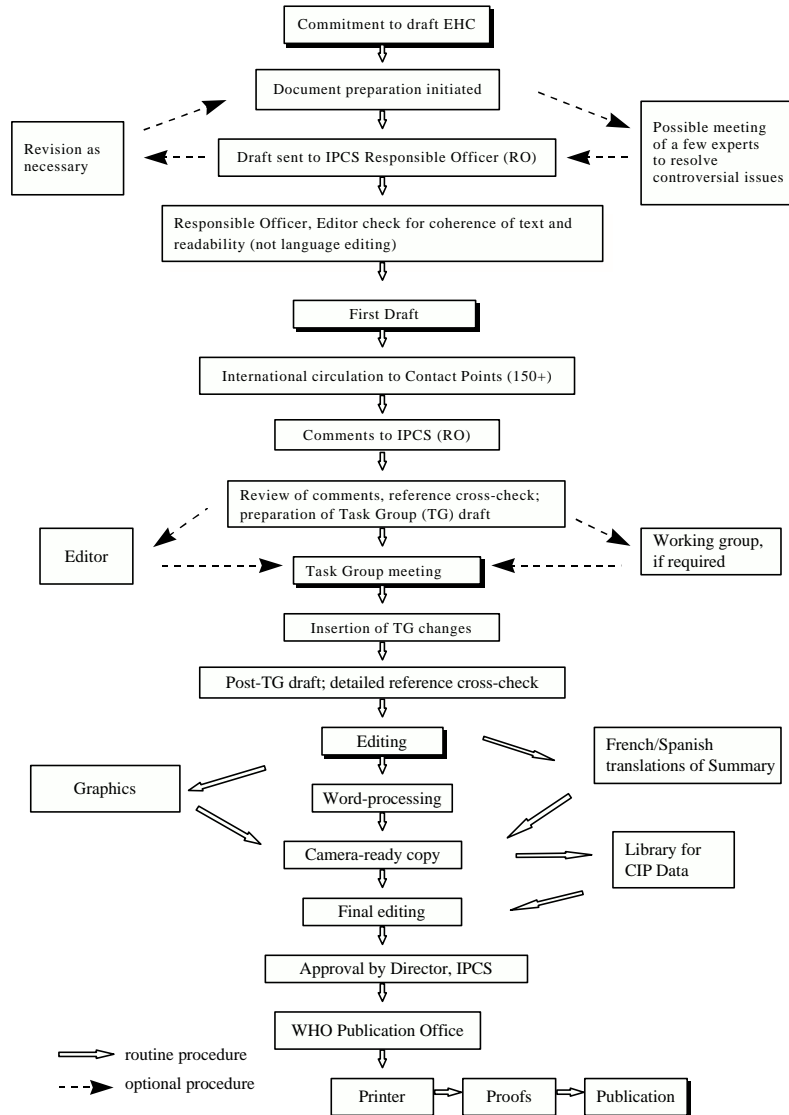 Commitment to draft EHC
Document preparation initiated
Revision as
necessary
Possible meeting
of a few experts
to resolve
controversial issues
Draft sent to IPCS Responsible Officer (RO)
Responsible Officer, Editor check for coherence of text and
readability (not language editing)
First Draft
International circulation to Contact Points (150+)
Comments to IPCS (RO)
Review of comments, reference cross-check;
preparation of Task Group (TG) draft
Editor
Working group,
if required
Task Group meeting
Insertion of TG changes
Post-TG draft; detailed reference cross-check
Editing
French/Spanish
translations of Summary
Graphics
Word-processing
Camera-ready copy
Library for
CIP Data
Final editing
Approval by Director, IPCS
WHO Publication Office
routine procedure
optional procedure
Printer
Proofs
Publication